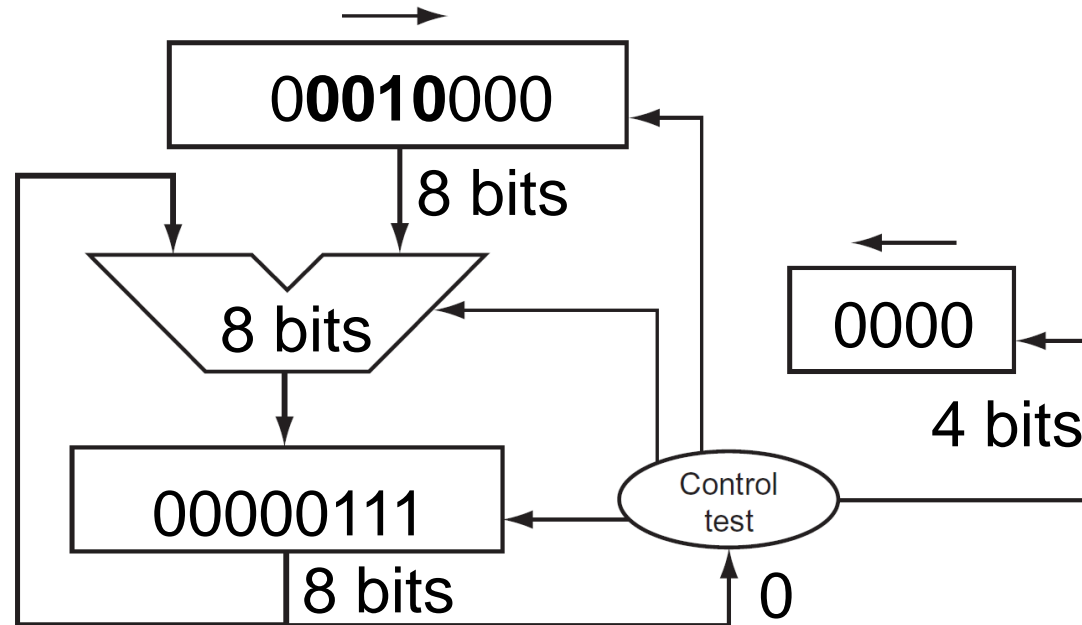 00010000
8 bits
8 bits
0000
4 bits
00000111
Control
test
8 bits
0